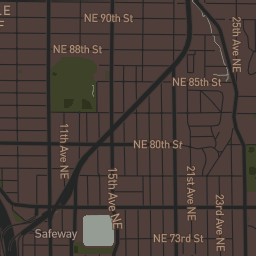 LE
F
NE 90th St
25th Ave NE
NE 88th St
NE 85th St
11th Ave NE
NE 80th St
15th Ave NE
21st Ave NE
23rd Ave NE
Safeway
NE 73rd St